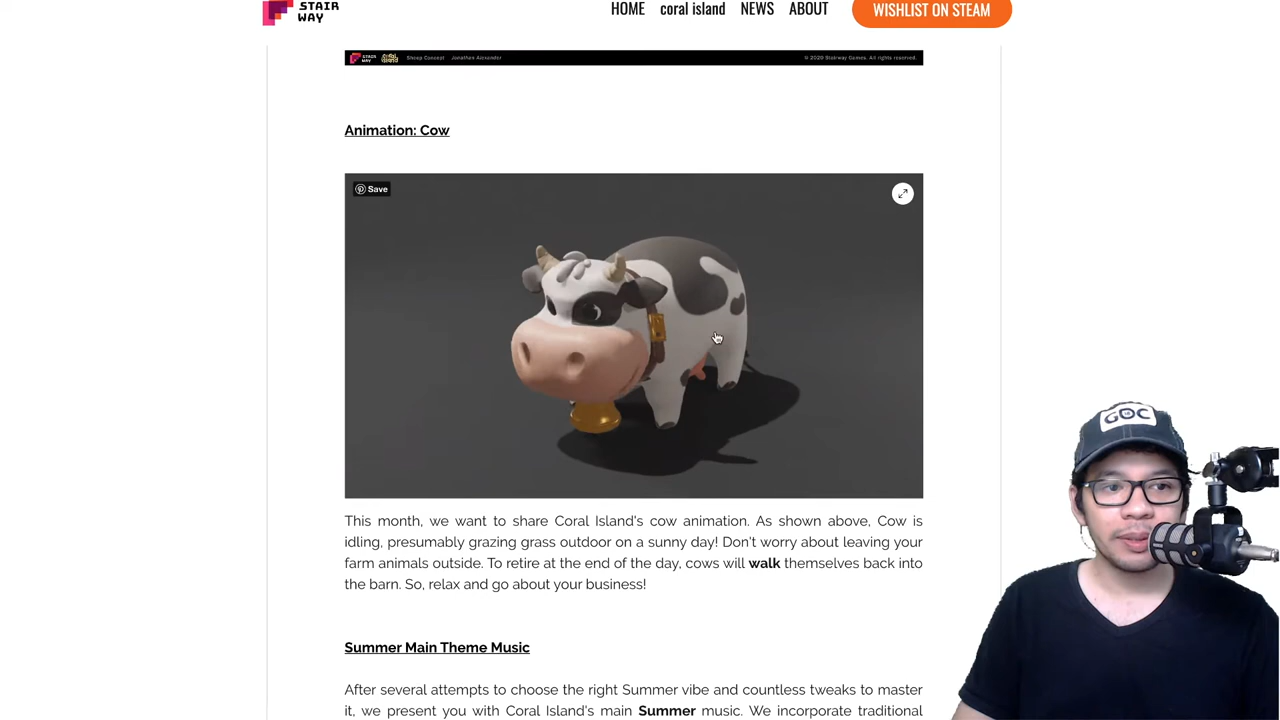 STAIR
WAY
HOME coral island NEWS ABOUT WISHLIST ON STEAM
STAIR WAY Coral Island Sheep Concept Jonathan Alexander © 2020 Stairway Games. All rights reserved.
Animation: Cow
Save
This month, we want to share Coral Island's cow animation. As shown above, Cow is
idling, presumably grazing grass outdoor on a sunny day! Don't worry about leaving your
farm animals outside. To retire at the end of the day, cows will walk themselves back into
the barn. So, relax and go about your business!
GOC
Summer Main Theme Music
After several attempts to choose the right Summer vibe and countless tweaks to master
it, we present you with Coral Island's main Summer music. We incorporate traditional